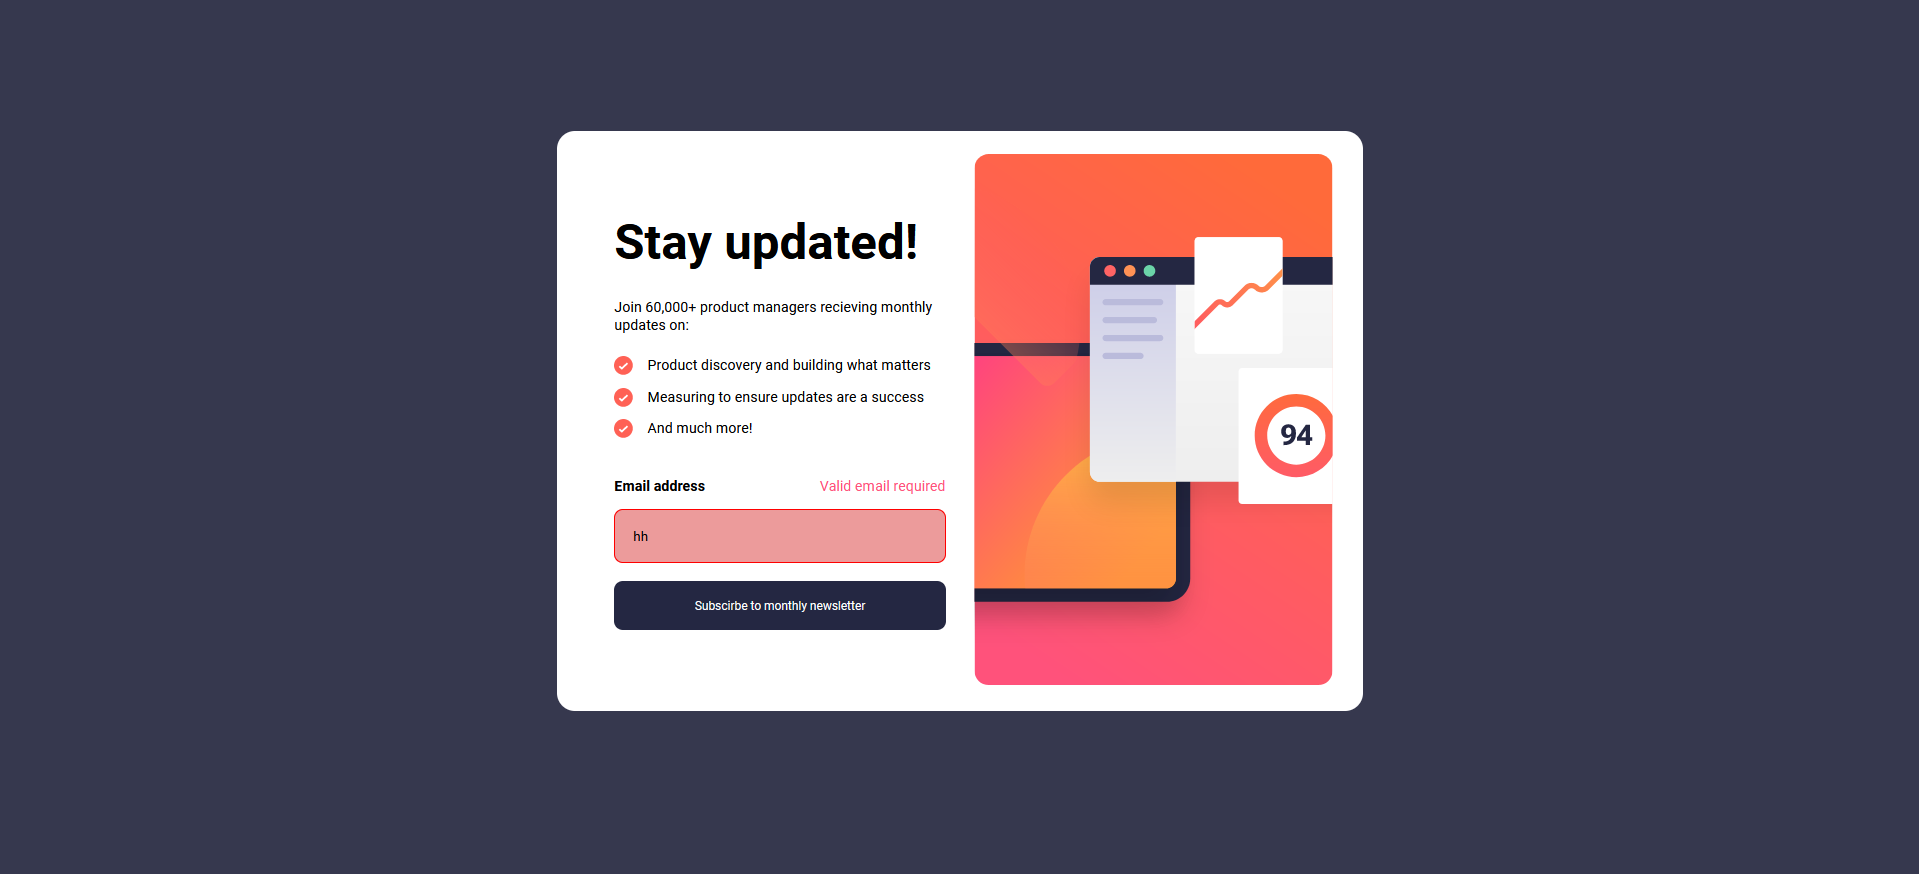 Stay updated!
Join 60,000+ product managers recieving monthly
updates on:
Product discovery and building what matters
Measuring to ensure updates are a success
And much more!
Email address
Valid email required
hh
Subscirbe to monthly newsletter
94